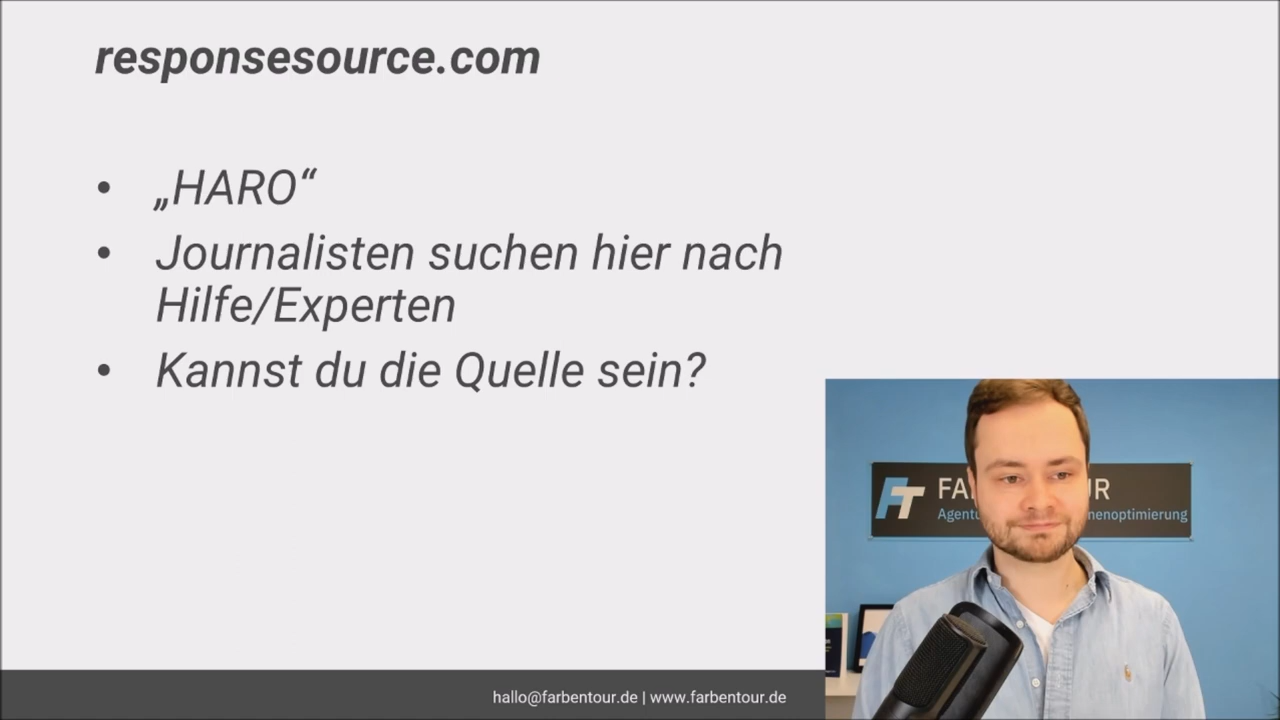 responsesource.com
• „HARO“
• Journalisten suchen hier nach
Hilfe/Experten
• Kannst du die Quelle sein?
FT
hallo@farbentour.de | www.farbentour.de